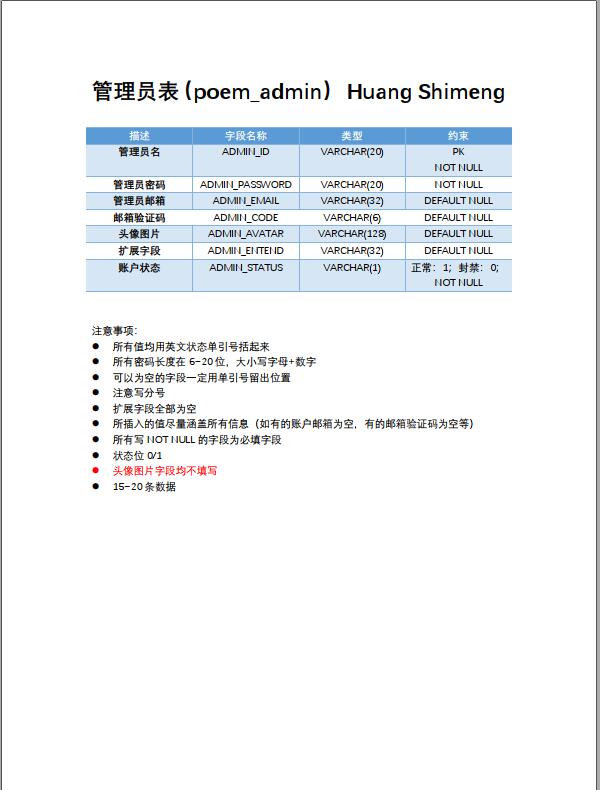 管理员表（poem_admin） Huang Shimeng
描述 字段名称 类型 约束
管理员名 ADMIN_ID VARCHAR(20) PK
NOT NULL
管理员密码 ADMIN_PASSWORD VARCHAR(20) NOT NULL
管理员邮箱 ADMIN_EMAIL VARCHAR(32) DEFAULT NULL
邮箱验证码 ADMIN_CODE VARCHAR(6) DEFAULT NULL
头像图片 ADMIN_AVATAR VARCHAR(128) DEFAULT NULL
扩展字段 ADMIN_ENTEND VARCHAR(32) DEFAULT NULL
账户状态 ADMIN_STATUS VARCHAR(1) 正常：1；封禁：0；
NOT NULL
注意事项：
● 所有值均用英文状态单引号括起来
● 所有密码长度在 6-20 位，大小写字母+数字
● 可以为空的字段一定用单引号留出位置
● 注意写分号
● 扩展字段全部为空
● 所插入的值尽量涵盖所有信息（如有的账户邮箱为空，有的邮箱验证码为空等）
● 所有写 NOT NULL 的字段为必填字段
● 状态位 0/1
● 头像图片字段均不填写
● 15-20 条数据